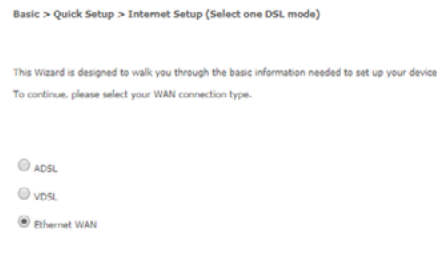 Basic > Quick Setup > Internet Setup (Select one DSL mode)
This Wizard is designed to walk you through the basic information needed to set up your device
To continue, please select your WAN connection type.
ADSL
VDSL
Ethernet WAN